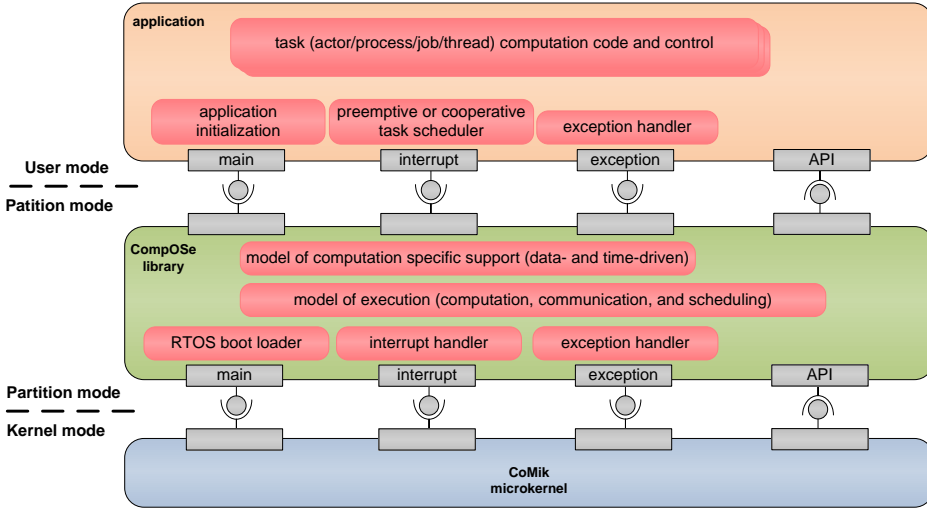 application
task (actor/process/job/thread) computation code and control
application
initialization
preemptive or cooperative
task scheduler
exception handler
main
interrupt
exception
API
User mode
Patition mode
CompOSe
library
model of computation specific support (data- and time-driven)
model of execution (computation, communication, and scheduling)
RTOS boot loader
interrupt handler
exception handler
main
interrupt
exception
API
Partition mode
Kernel mode
CoMik
microkernel